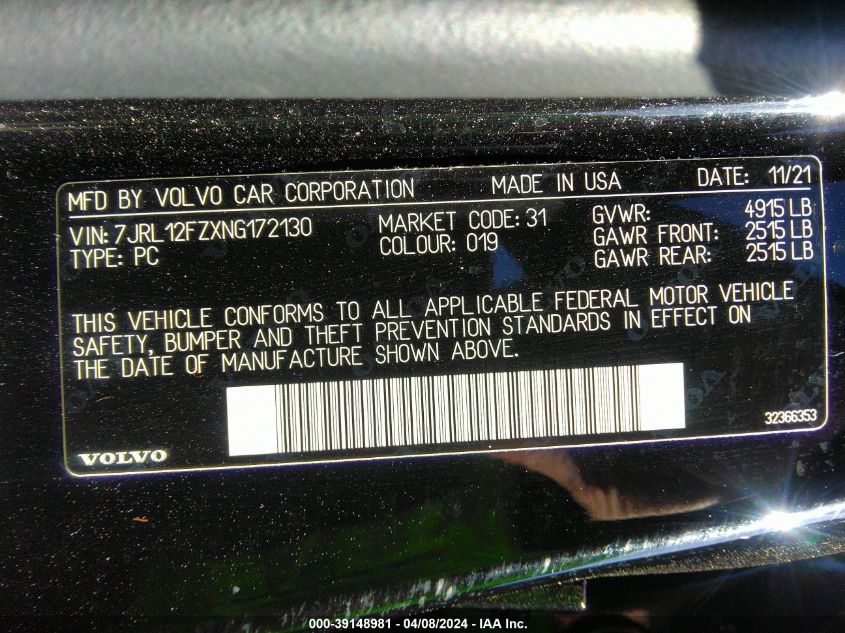 MFD BY VOLVO CAR CORPORATION MADE IN USA DATE: 11/21
VIN: 7JRL12FZXNG172130 MARKET CODE: 31 GVWR: 4915 LB
TYPE: PC COLOUR: 019 GAWR FRONT: 2515 LB
GAWR REAR: 2515 LB
THIS VEHICLE CONFORMS TO ALL APPLICABLE FEDERAL MOTOR VEHICLE
SAFETY, BUMPER AND THEFT PREVENTION STANDARDS IN EFFECT ON
THE DATE OF MANUFACTURE SHOWN ABOVE.
32366353
VOLVO
000-39148981 - 04/08/2024 - IAA Inc.